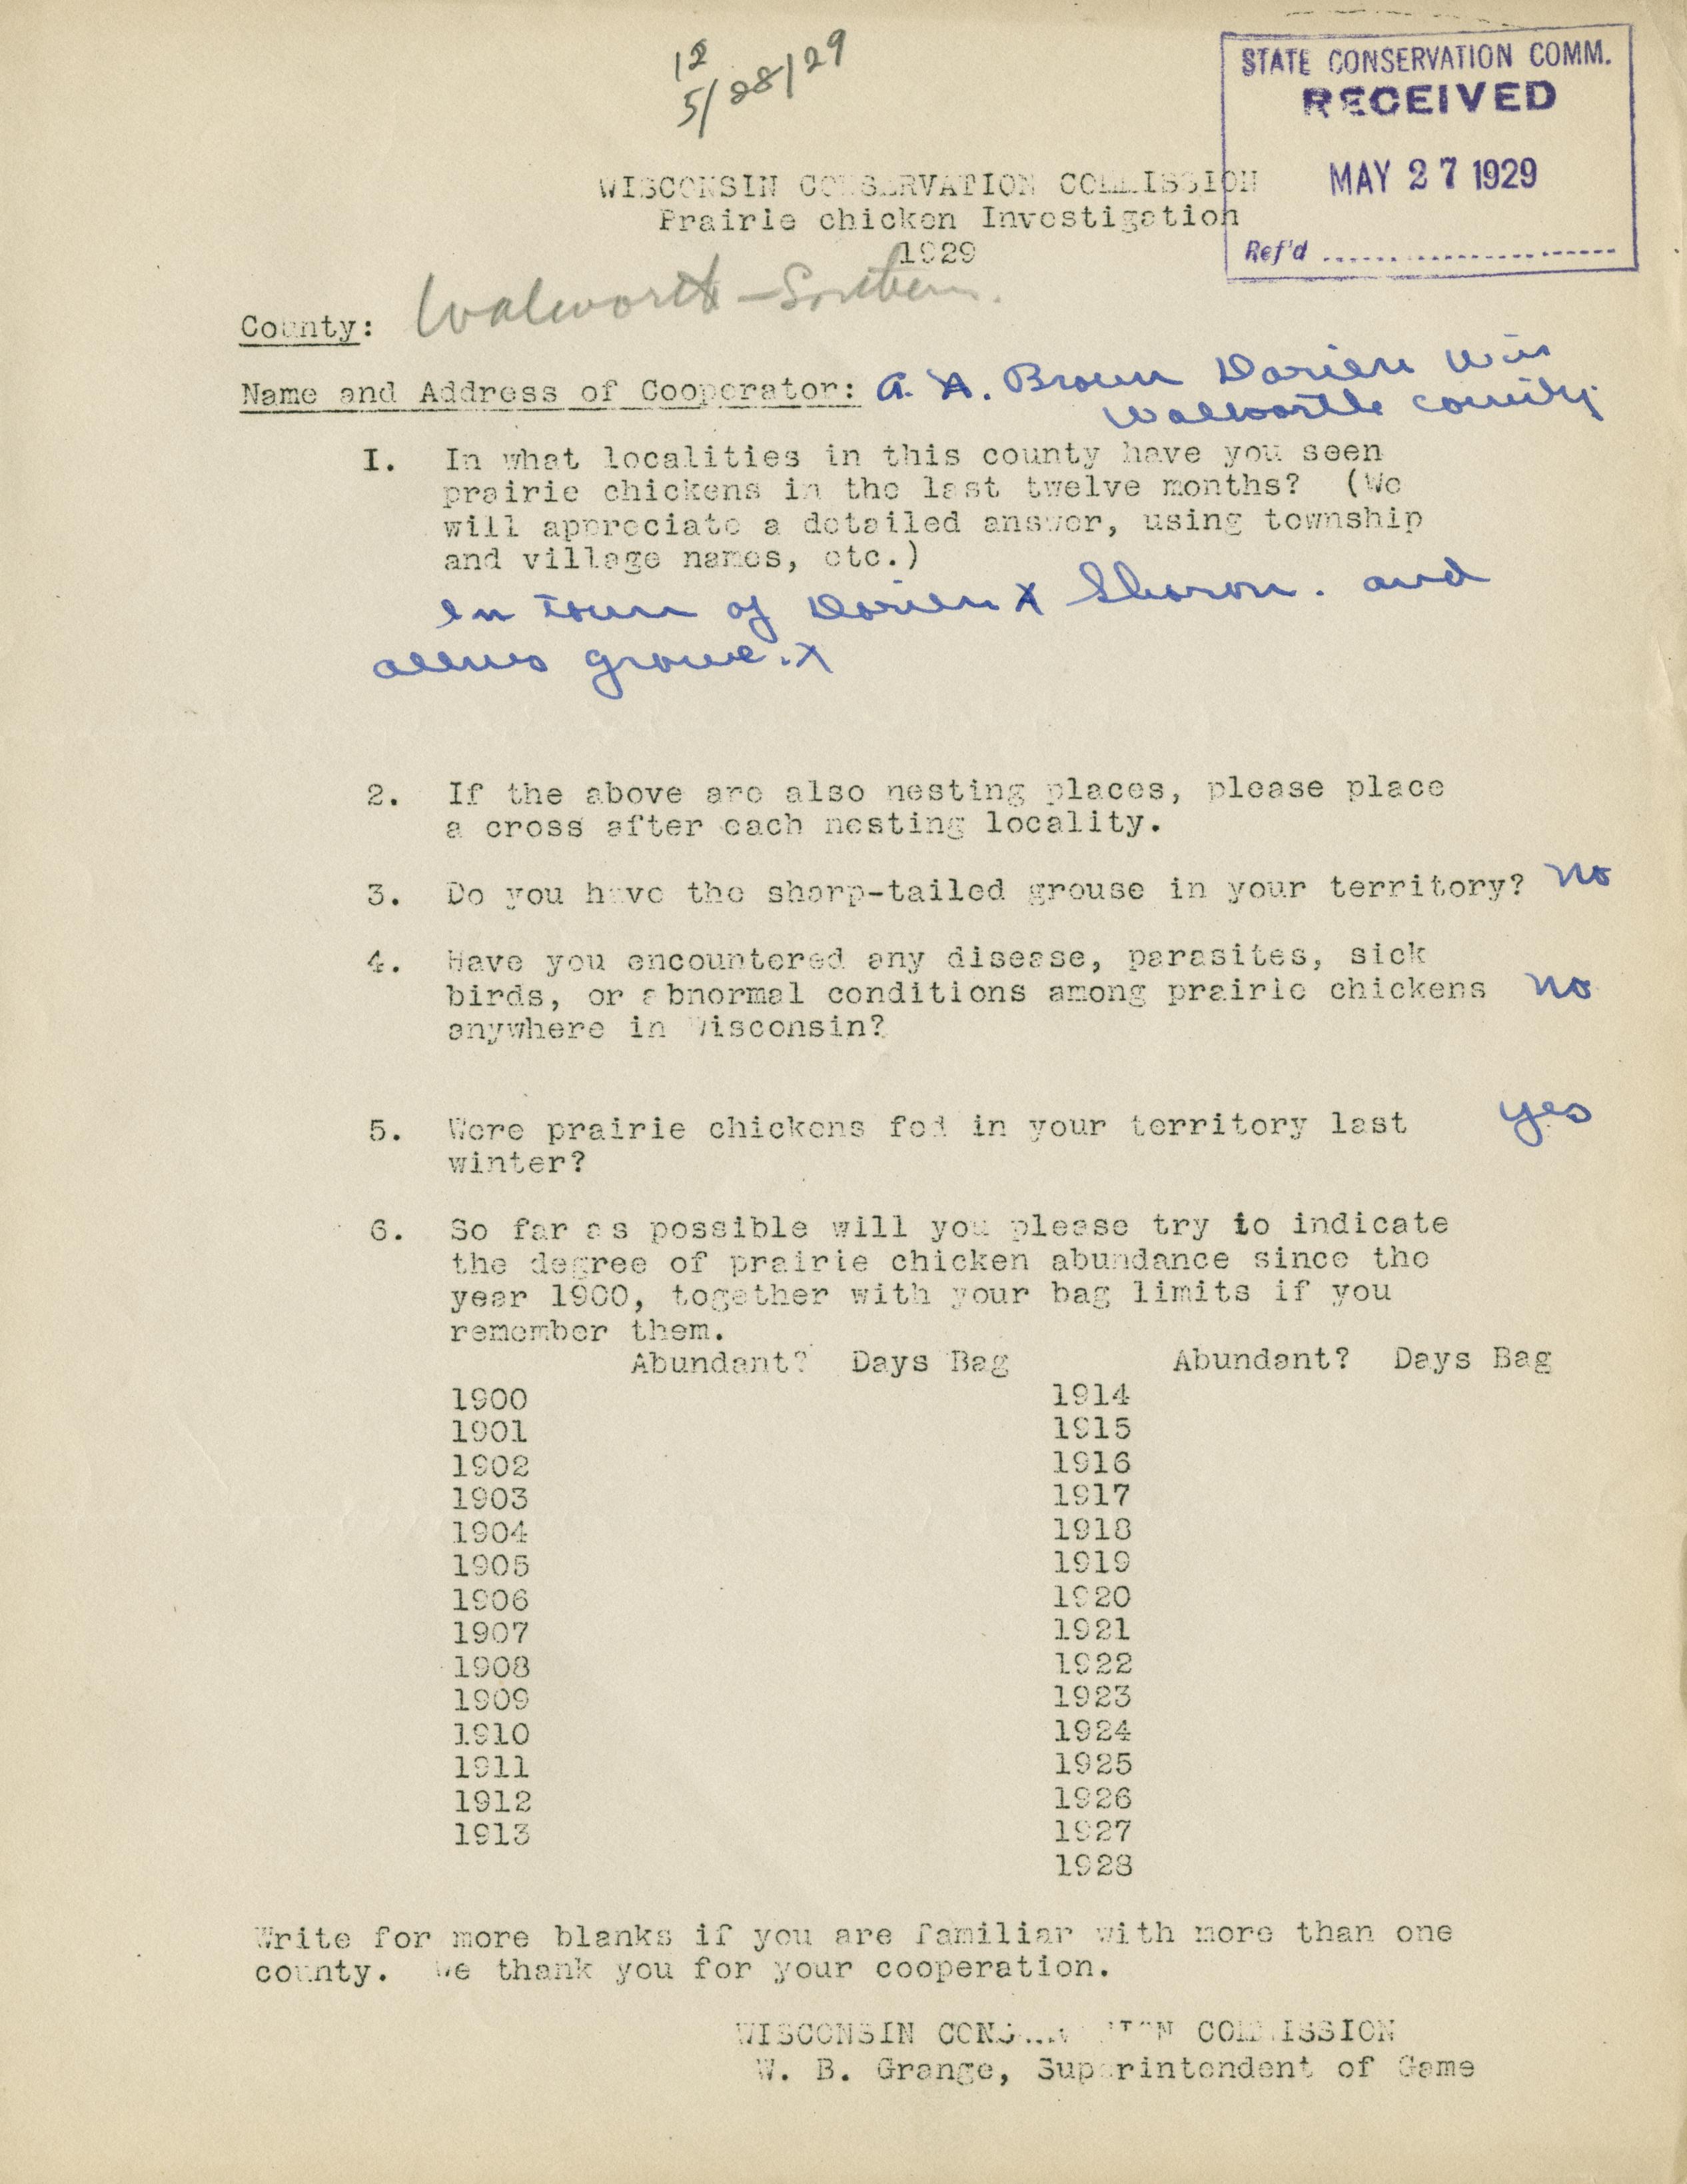 12
5/28/29
STATE CONSERVATION COMM.
RECEIVED
MAY 27 1929
Ref'd
WISCONSIN CONSERVATION COMMISSION
Prairie chicken Investigation
1929
County: Walworth - Southern.
Name and Address of Cooperator: A. A. Brown Darien Wis
Walworth county.
I. In what localities in this county have you seen
prairie chickens in the last twelve months? (We
will appreciate a detailed answer, using township
and village names, etc.)
in town of Darien X Sharon. and
allens grove. X
2. If the above are also nesting places, please place
a cross after each nesting locality.
3. Do you have the sharp-tailed grouse in your territory? no
4. Have you encountered any disease, parasites, sick
birds, or abnormal conditions among prairie chickens no
anywhere in Wisconsin?
5. Were prairie chickens fed in your territory last yes
winter?
6. So far as possible will you please try to indicate
the degree of prairie chicken abundance since the
year 1900, together with your bag limits if you
remember them.
Abundant? Days Bag Abundant? Days Bag
1900 1914
1901 1915
1902 1916
1903 1917
1904 1918
1905 1919
1906 1920
1907 1921
1908 1922
1909 1923
1910 1924
1911 1925
1912 1926
1913 1927
1928
Write for more blanks if you are familiar with more than one
county. We thank you for your cooperation.
WISCONSIN CONSERVATION COMMISSION
W. B. Grange, Superintendent of Game